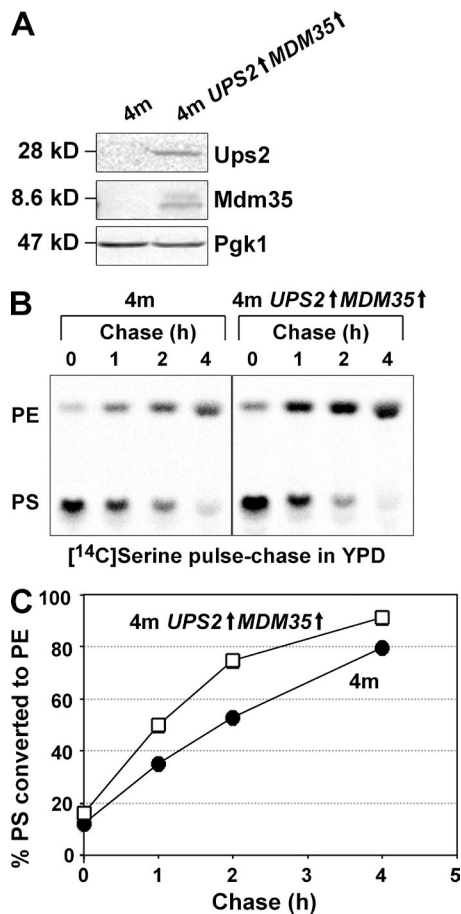 A
4m
4m UPS2↑MDM35↑
28 kD
Ups2
8.6 kD
Mdm35
47 kD
Pgk1
B
4m
4m UPS2↑MDM35↑
Chase (h)
Chase (h)
0 1 2 4
0 1 2 4
PE
PS
[¹⁴C]Serine pulse-chase in YPD
C
4m UPS2↑MDM35↑
4m
% PS converted to PE
100
80
60
40
20
0
0 1 2 3 4 5
Chase (h)